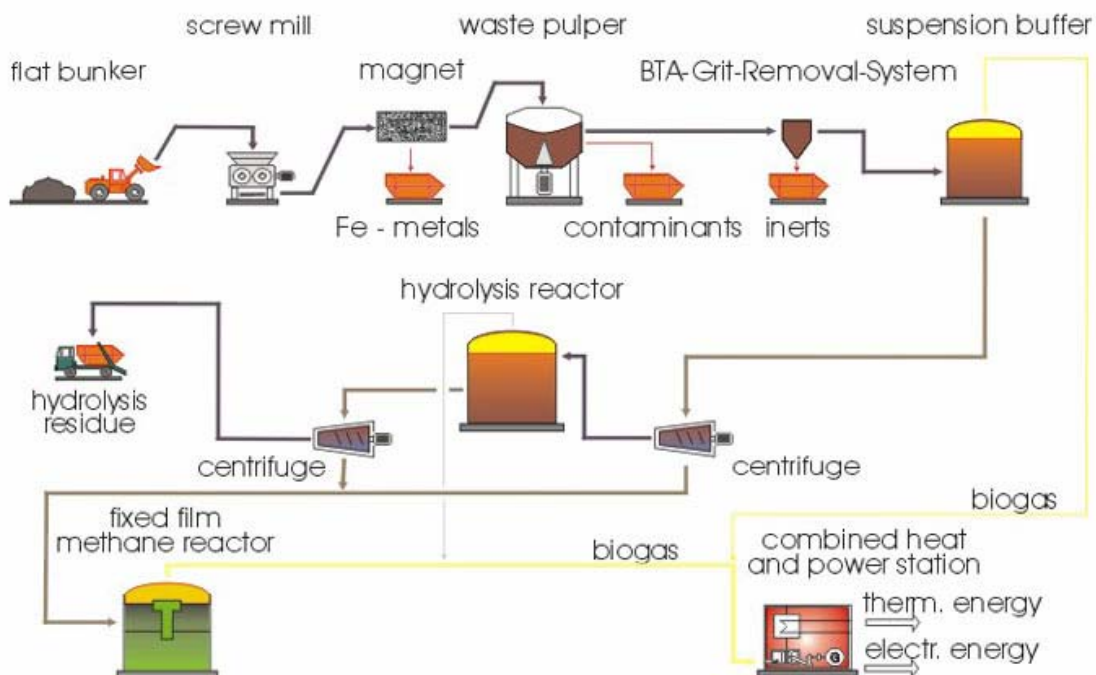 screw mill
waste pulper
suspension buffer
flat bunker
magnet
BTA-Grit-Removal-System
Fe - metals
contaminants
inerts
hydrolysis reactor
hydrolysis
residue
centrifuge
centrifuge
fixed film
methane reactor
biogas
biogas
combined heat
and power station
therm. energy
electr. energy
G